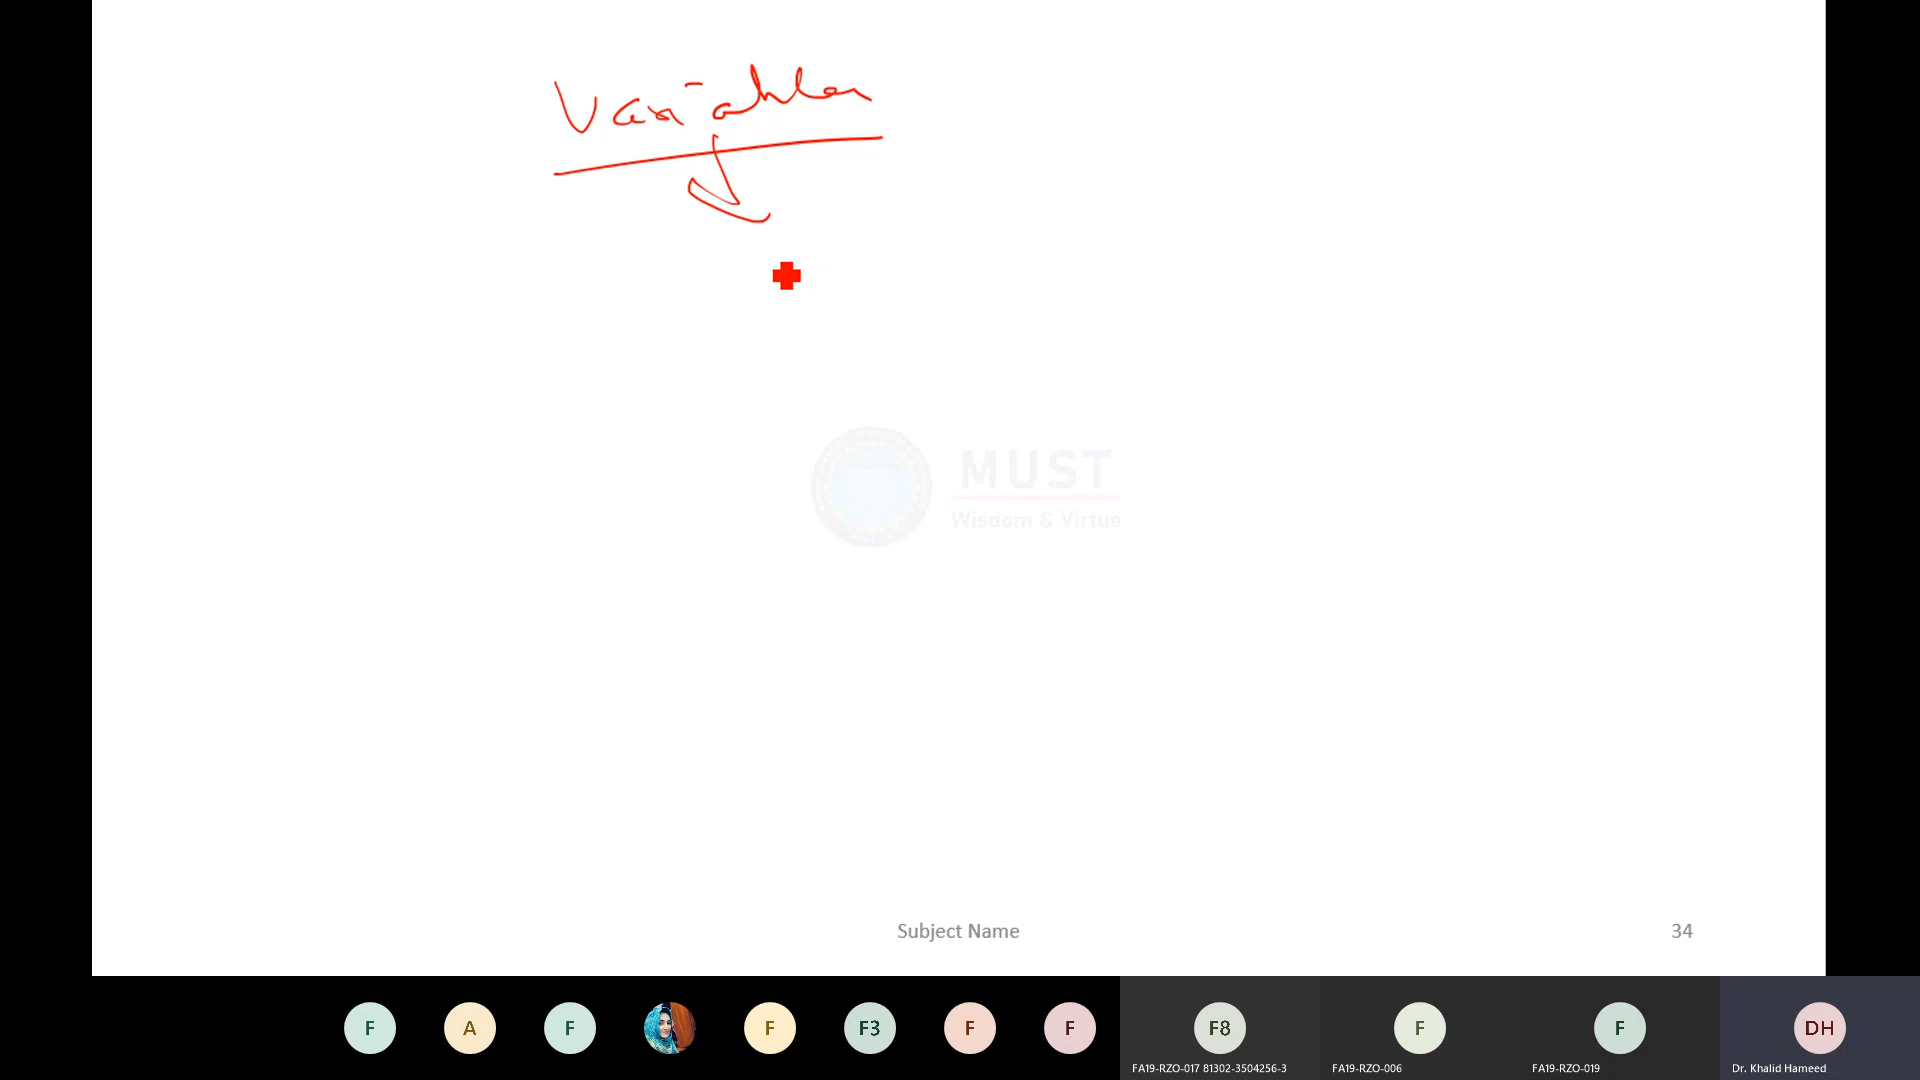 Variables
MUST
Wisdom & Virtue
Subject Name
34
F
A
F
F
F3
F
F
F8
F
F
DH
FA19-RZO-017 81302-3504256-3
FA19-RZO-006
FA19-RZO-019
Dr. Khalid Hameed